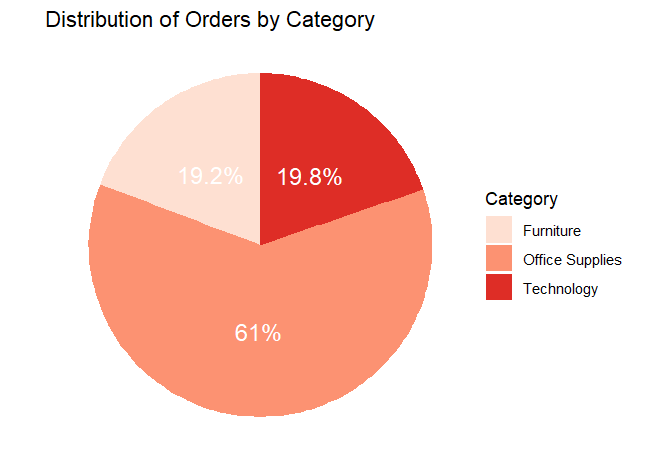 Distribution of Orders by Category
19.2%
19.8%
61%
Category
Furniture
Office Supplies
Technology